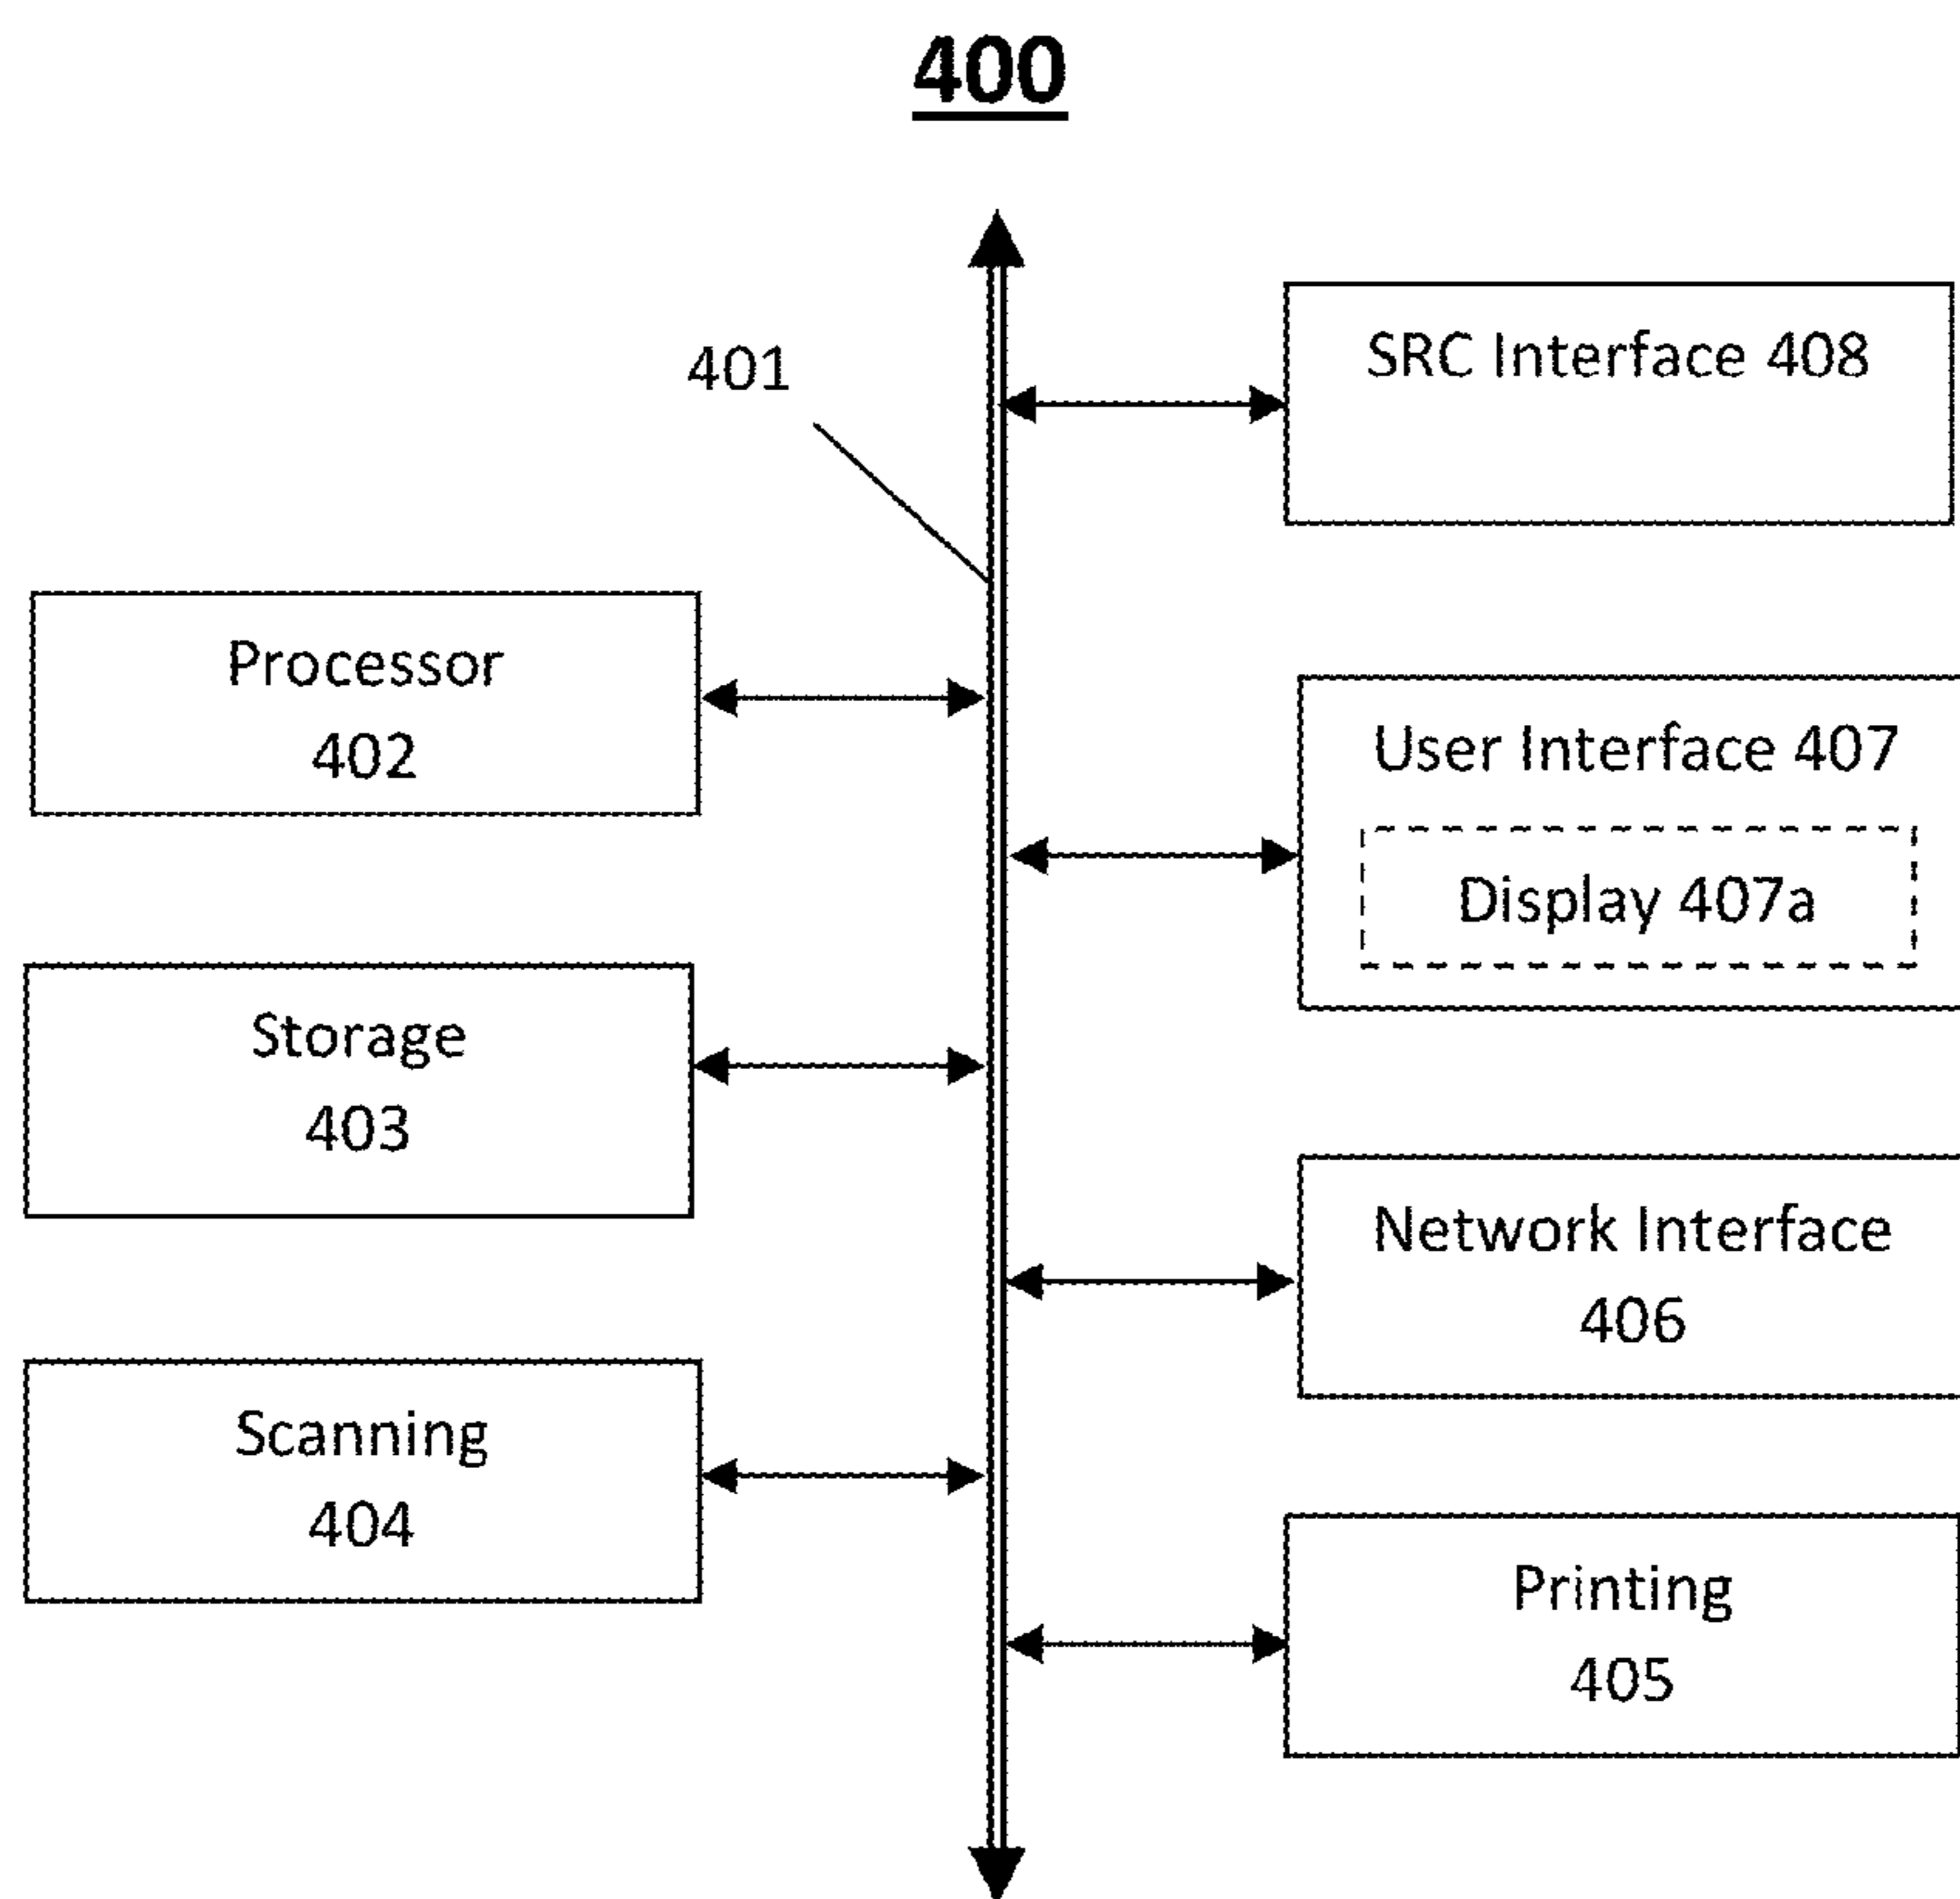 400
401
SRC Interface 408
Processor
402
User Interface 407
Display 407a
Storage
403
Network Interface
406
Scanning
404
Printing
405